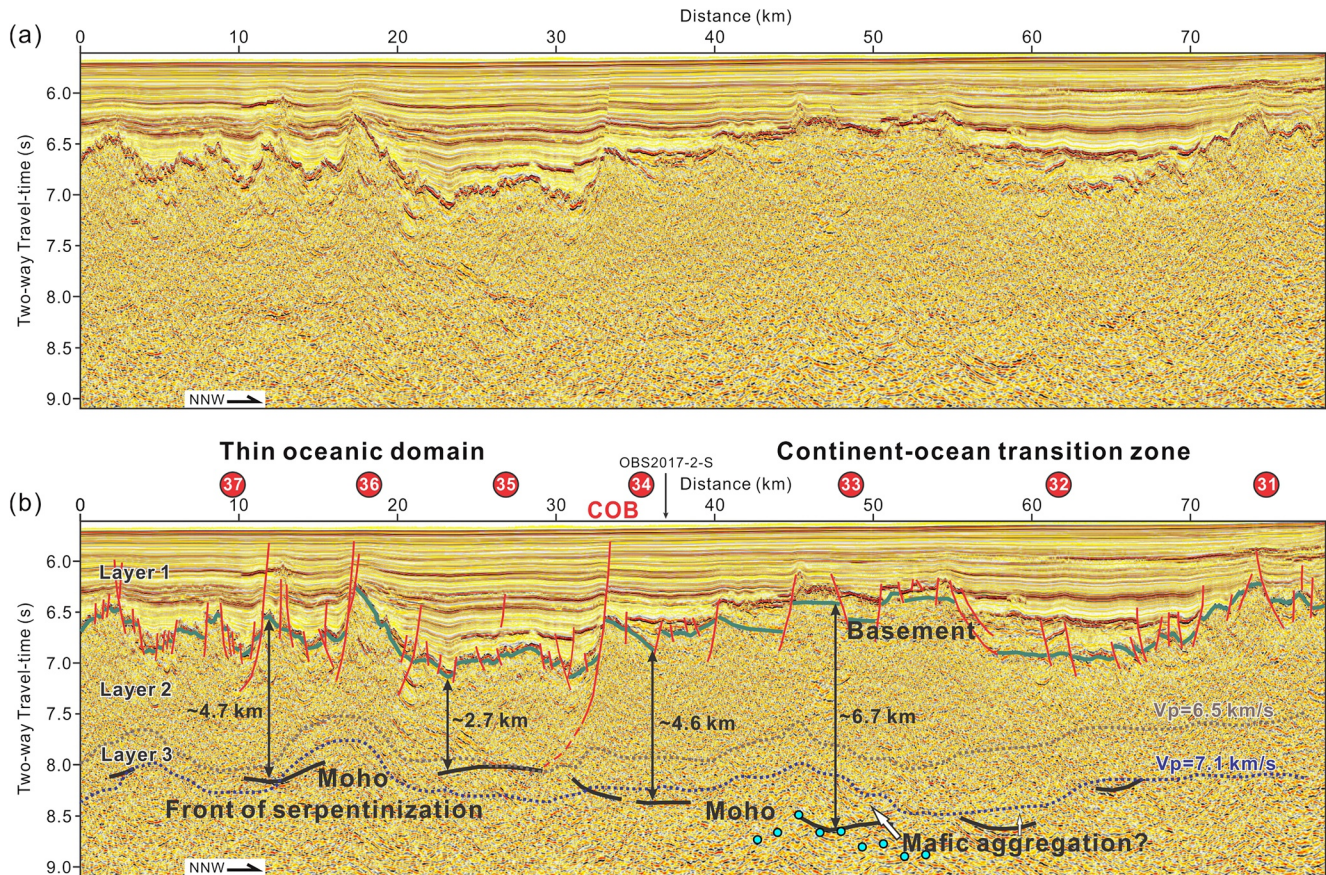 Distance (km)
(a)
0 10 20 30 40 50 60 70
6.0
6.5
7.0
7.5
8.0
8.5
9.0
Two-way Travel-time (s)
NNW
Thin oceanic domain
OBS2017-2-S
Continent-ocean transition zone
37 36 35 34 Distance (km) 33 32 31
(b)
0 10 20 30 COB 40 50 60 70
6.0
6.5
7.0
7.5
8.0
8.5
9.0
Two-way Travel-time (s)
Layer 1
Basement
Layer 2
~4.7 km
~2.7 km
~4.6 km
~6.7 km
Vp=6.5 km/s
Layer 3
Vp=7.1 km/s
Moho
Front of serpentinization
Moho
Mafic aggregation?
NNW